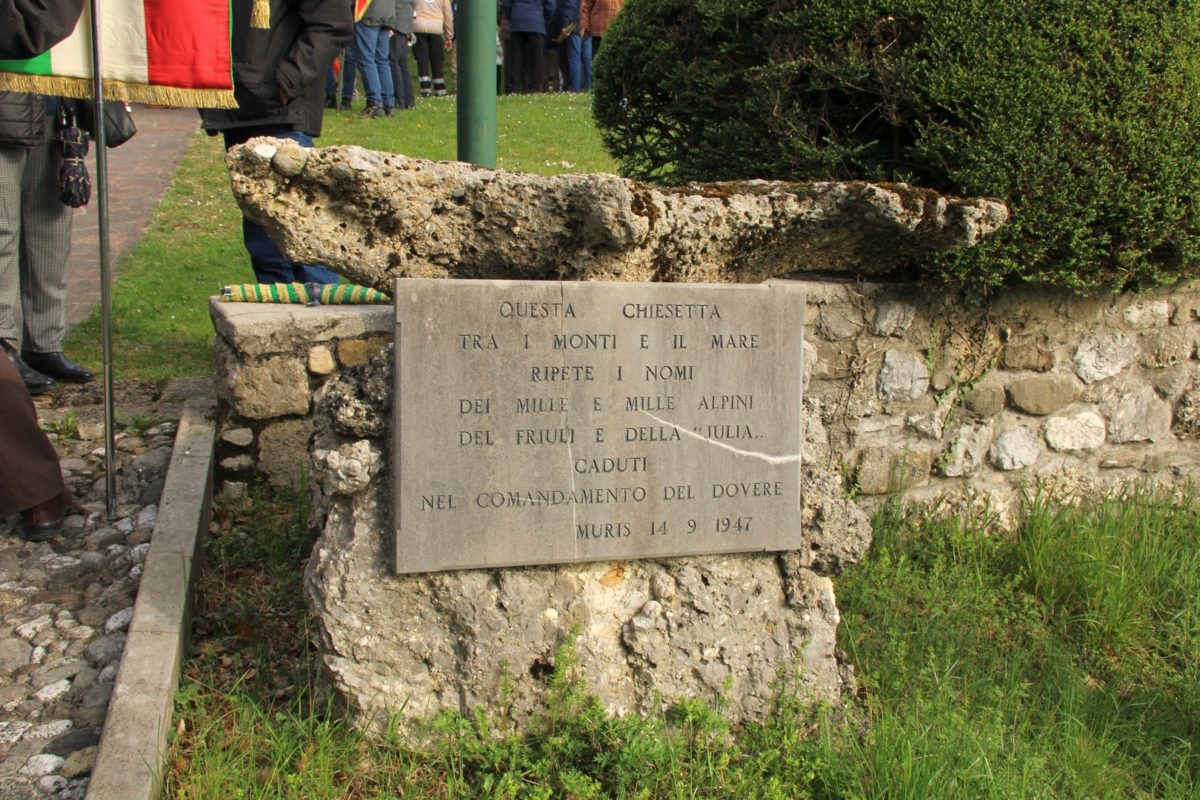 QUESTA CHIESETTA
TRA I MONTI E IL MARE
RIPETE I NOMI
DEI MILLE E MILLE ALPINI
DEL FRIULI E DELLA "IULIA„
CADUTI
NEL COMANDAMENTO DEL DOVERE
MURIS 14 9 1947